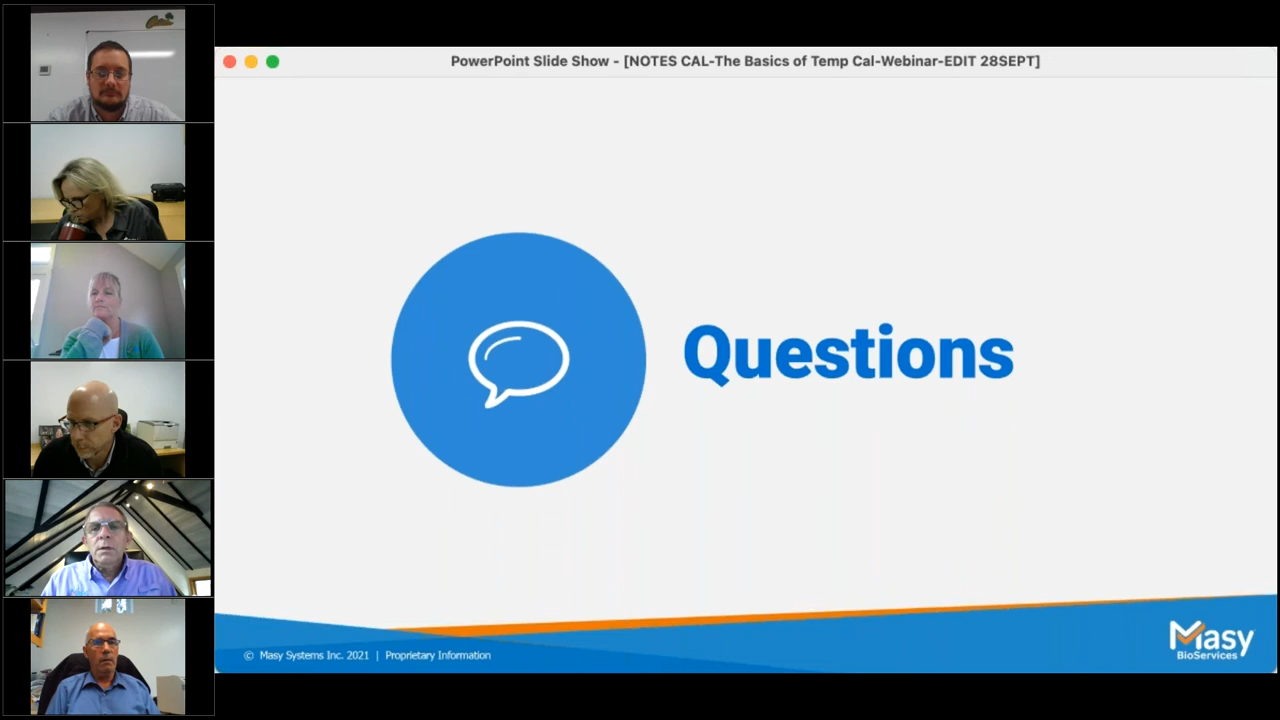 PowerPoint Slide Show - [NOTES CAL-The Basics of Temp Cal-Webinar-EDIT 28SEPT]
Questions
© Masy Systems Inc. 2021 | Proprietary Information
Masy
BioServices